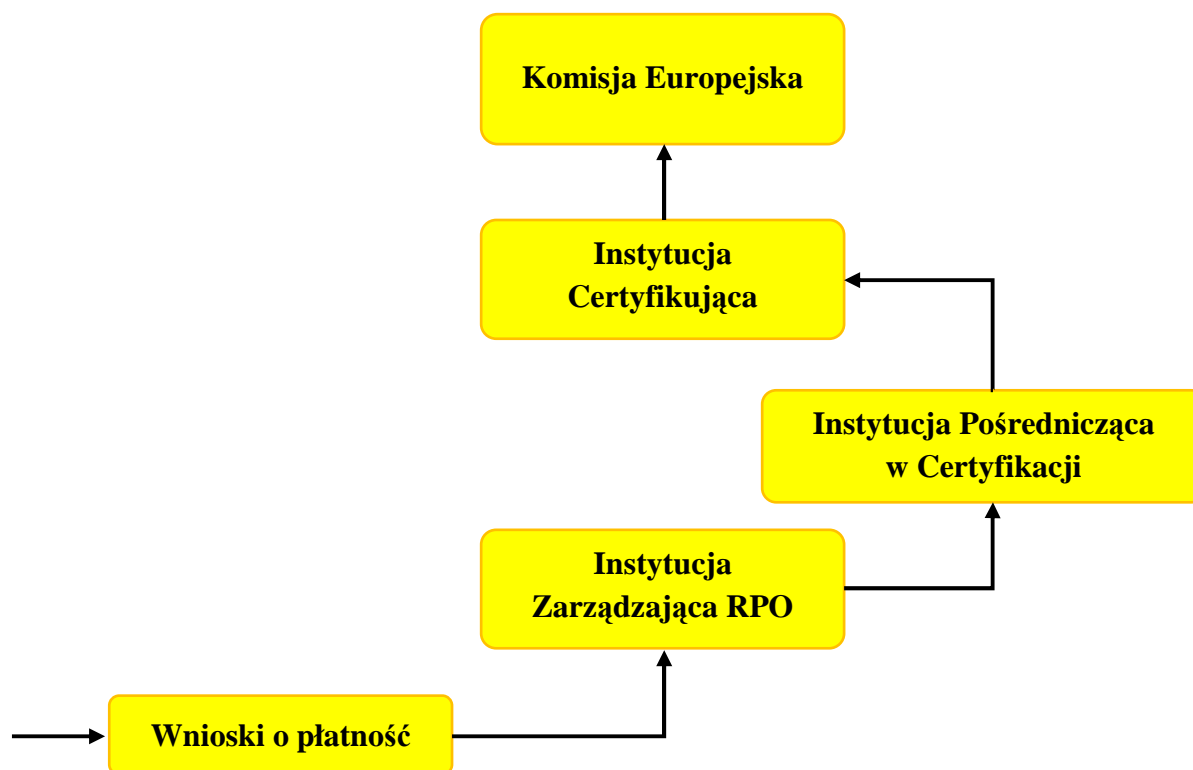 Komisja Europejska
Instytucja
Certyfikująca
Instytucja Pośrednicząca
w Certyfikacji
Instytucja
Zarządzająca RPO
Wnioski o płatność